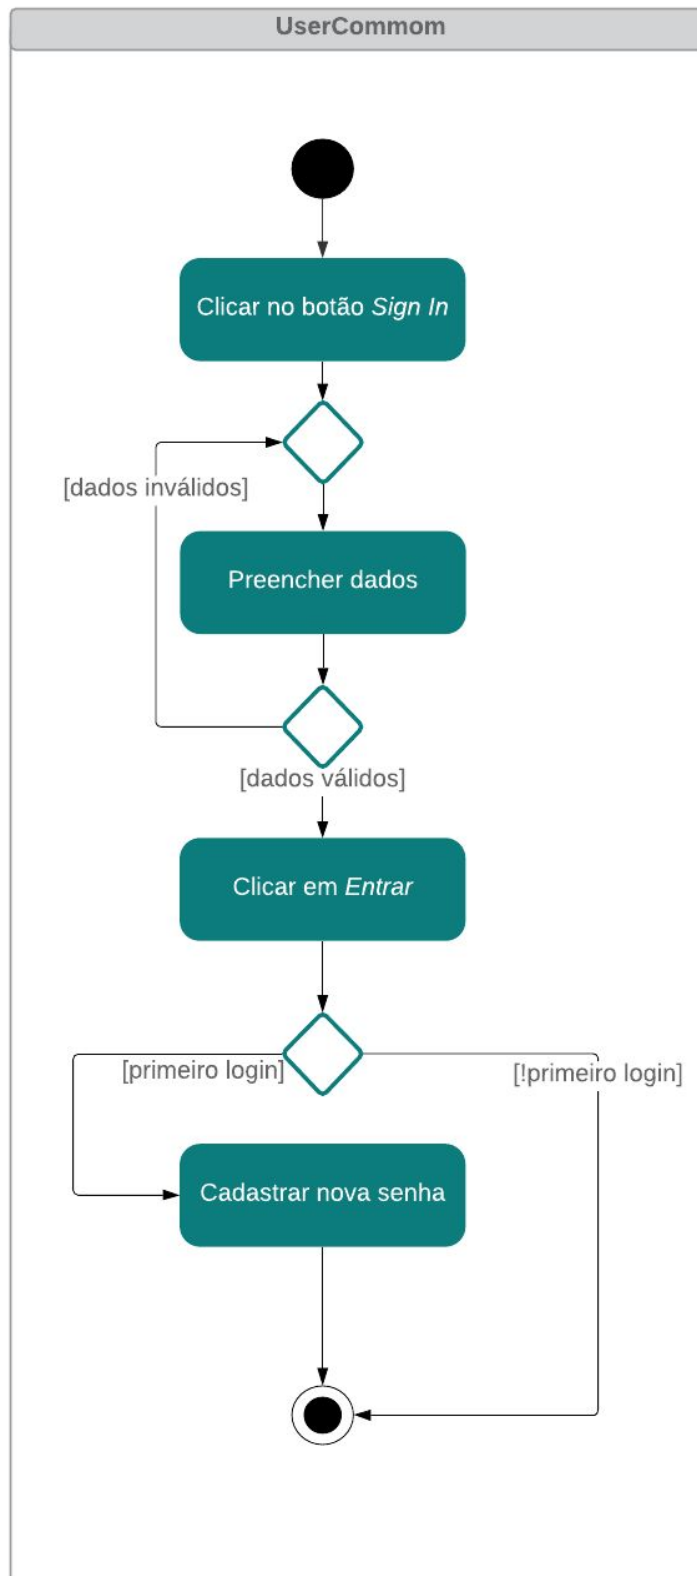 UserCommom
Clicar no botão Sign In
[dados inválidos]
Preencher dados
[dados válidos]
Clicar em Entrar
[primeiro login]
[!primeiro login]
Cadastrar nova senha